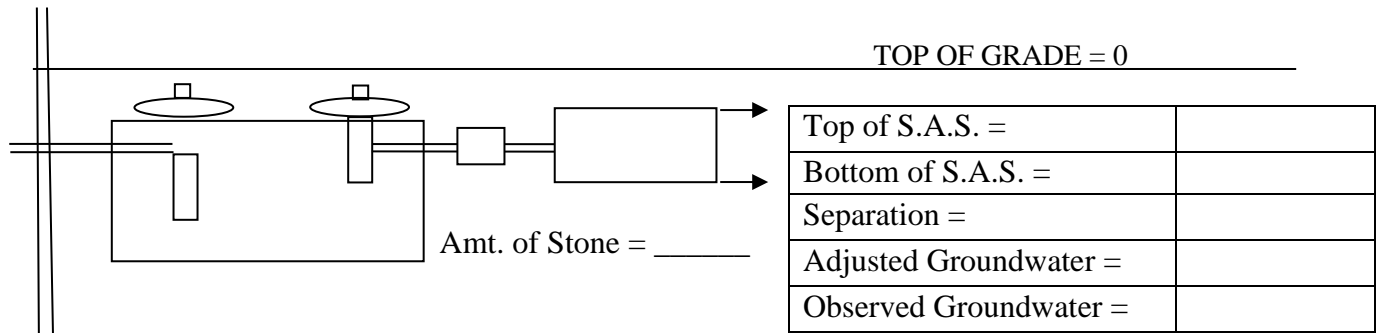 TOP OF GRADE = 0
Top of S.A.S. =
Bottom of S.A.S. =
Separation =
Amt. of Stone = ______
Adjusted Groundwater =
Observed Groundwater =